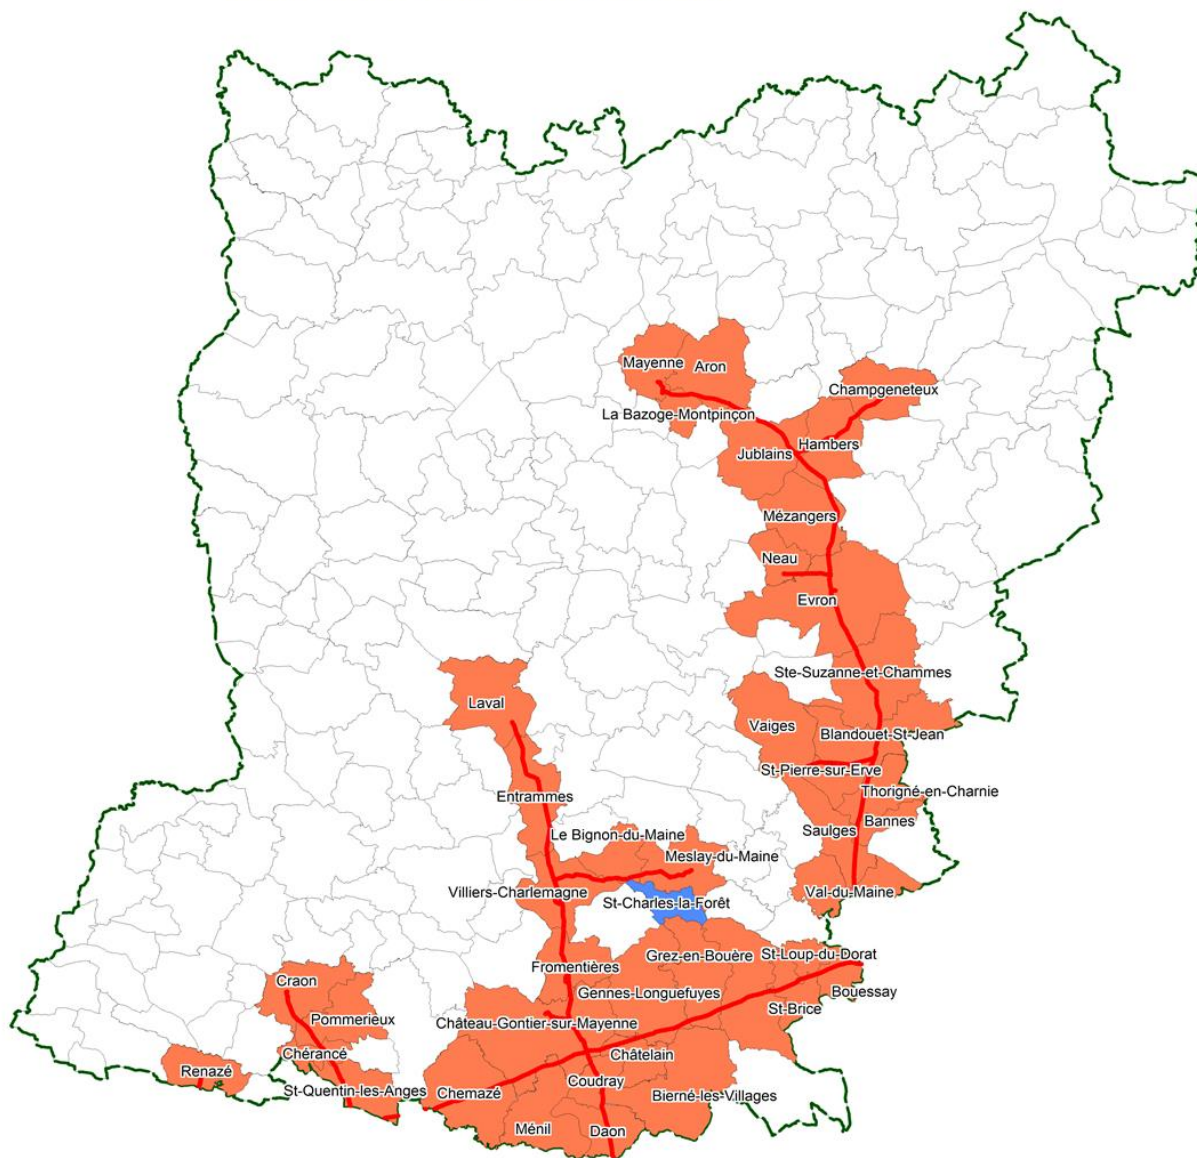 Mayenne
Aron
Champgeneteux
La Bazoge-Montpinçon
Hambers
Jublains
Mézangers
Neau
Evron
Ste-Suzanne-et-Chammes
Laval
Vaiges
Blandouet-St-Jean
St-Pierre-sur-Erve
Thorigné-en-Charnie
Entrammes
Bannes
Saulges
Le Bignon-du-Maine
Meslay-du-Maine
Villiers-Charlemagne
Val-du-Maine
St-Charles-la-Forêt
Grez-en-Bouère
St-Loup-du-Dorat
Fromentières
Craon
Gennes-Longuefuyes
Bouessay
St-Brice
Pommerieux
Château-Gontier-sur-Mayenne
Chérancé
Châtelain
Renazé
Coudray
St-Quentin-les-Anges
Chemazé
Bierné-les-Villages
Ménil
Daon